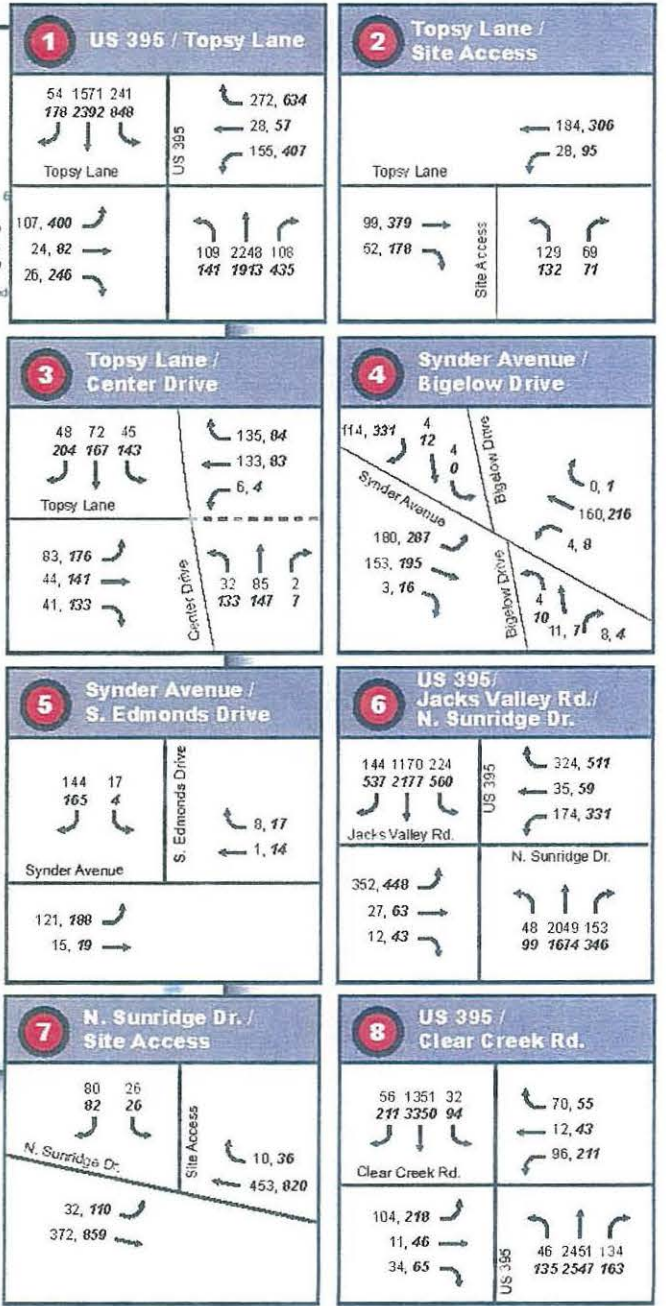 1 US 395 / Topsy Lane
54 1571 241
178 2392 848
Topsy Lane
US 395
272, 634
28, 57
155, 407
107, 400
24, 82
26, 246
109 2248 108
141 1913 435
2 Topsy Lane /
Site Access
184, 306
28, 95
Topsy Lane
99, 379
52, 178
Site Access
129 69
132 71
3 Topsy Lane /
Center Drive
48 72 45
204 167 143
Topsy Lane
135, 84
133, 83
6, 4
83, 176
44, 141
41, 133
Center Drive
32 85 2
133 147 7
4 Synder Avenue /
Bigelow Drive
114, 331
4
12
4
0
Bigelow Drive
Synder Avenue
0, 1
160, 216
4, 8
180, 287
153, 195
3, 16
Bigelow Drive
4
10
11, 7
8, 4
5 Synder Avenue /
S. Edmonds Drive
144 17
165 4
Synder Avenue
S. Edmonds Drive
8, 17
1, 14
121, 188
15, 19
6 US 395/
Jacks Valley Rd./
N. Sunridge Dr.
144 1170 224
537 2177 560
Jacks Valley Rd.
US 395
324, 511
35, 59
174, 331
N. Sunridge Dr.
352, 448
27, 63
12, 43
48 2049 153
99 1674 346
7 N. Sunridge Dr. /
Site Access
80 26
82 26
N. Sunridge Dr.
Site Access
10, 36
453, 820
32, 110
372, 859
8 US 395 /
Clear Creek Rd.
56 1351 32
211 3350 94
Clear Creek Rd.
70, 55
12, 43
96, 211
104, 218
11, 46
34, 65
US 395
46 2451 134
135 2547 163